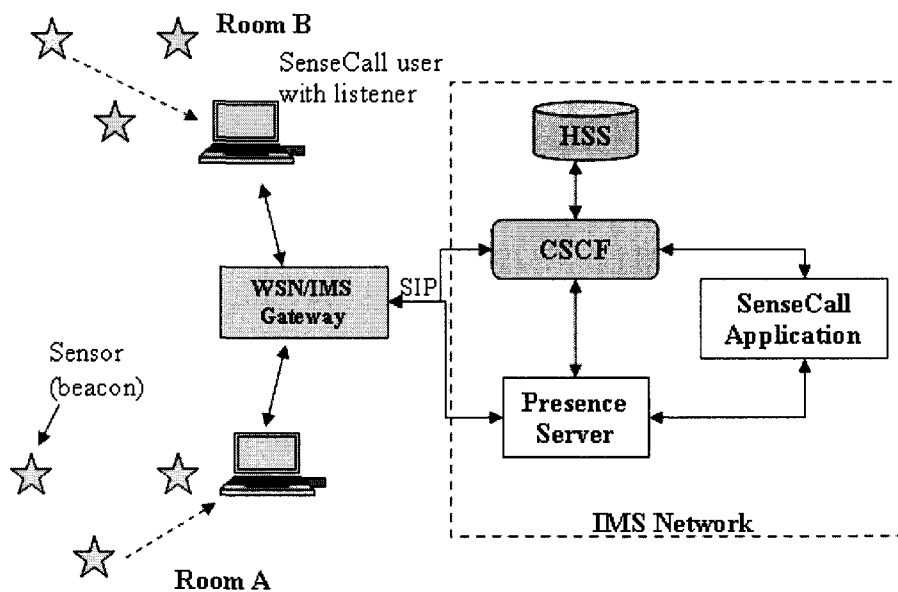 Room B
SenseCall user
with listener
HSS
CSCF
WSN/IMS
Gateway
SIP
SenseCall
Application
Sensor
(beacon)
Presence
Server
IMS Network
Room A